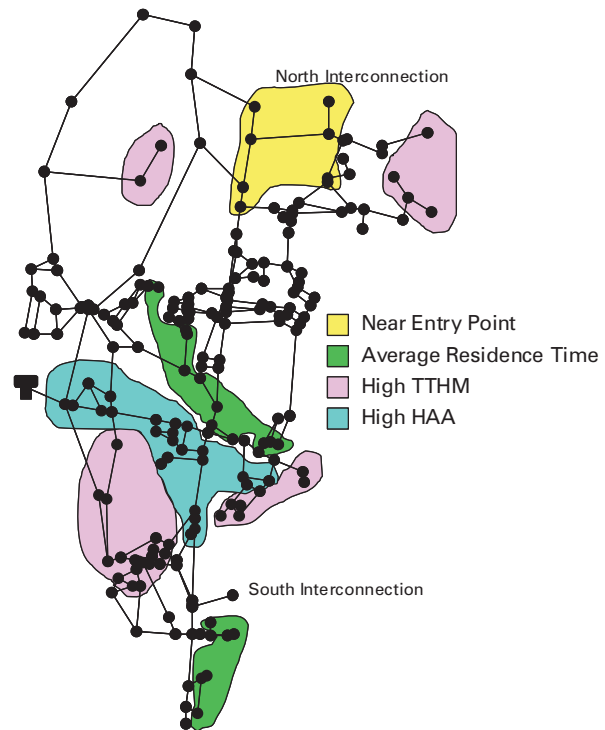 North Interconnection
Near Entry Point
Average Residence Time
High TTHM
High HAA
South Interconnection